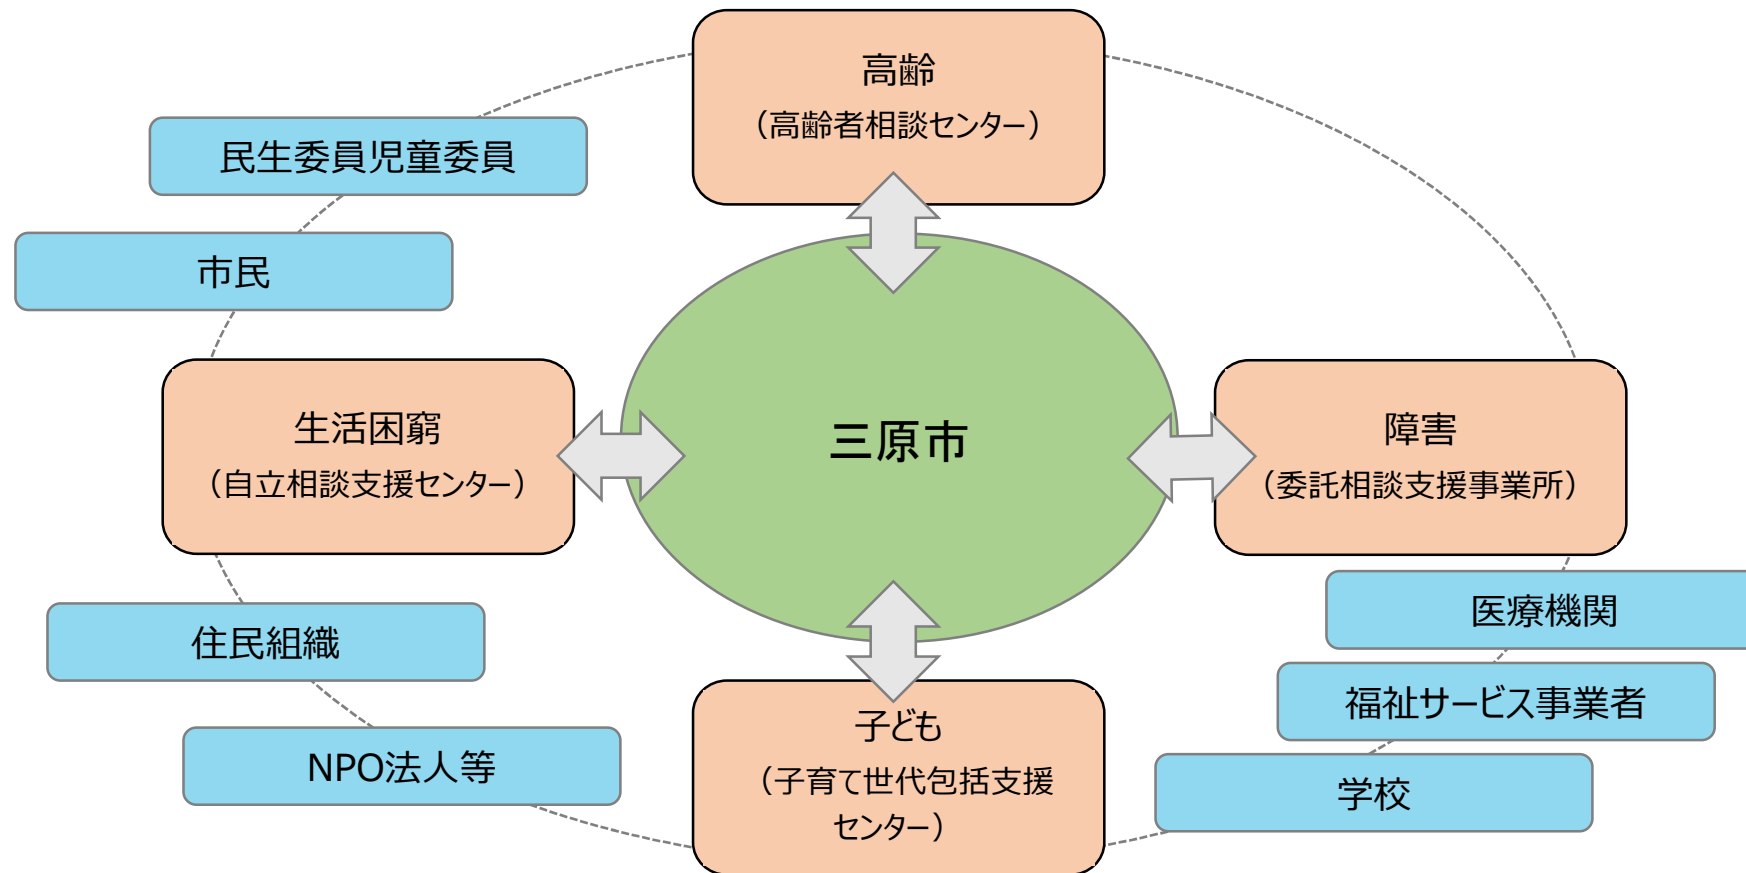 高齢
（高齢者相談センター）
民生委員児童委員
市民
生活困窮
（自立相談支援センター）
三原市
障害
（委託相談支援事業所）
住民組織
NPO法人等
子ども
（子育て世代包括支援
センター）
医療機関
福祉サービス事業者
学校